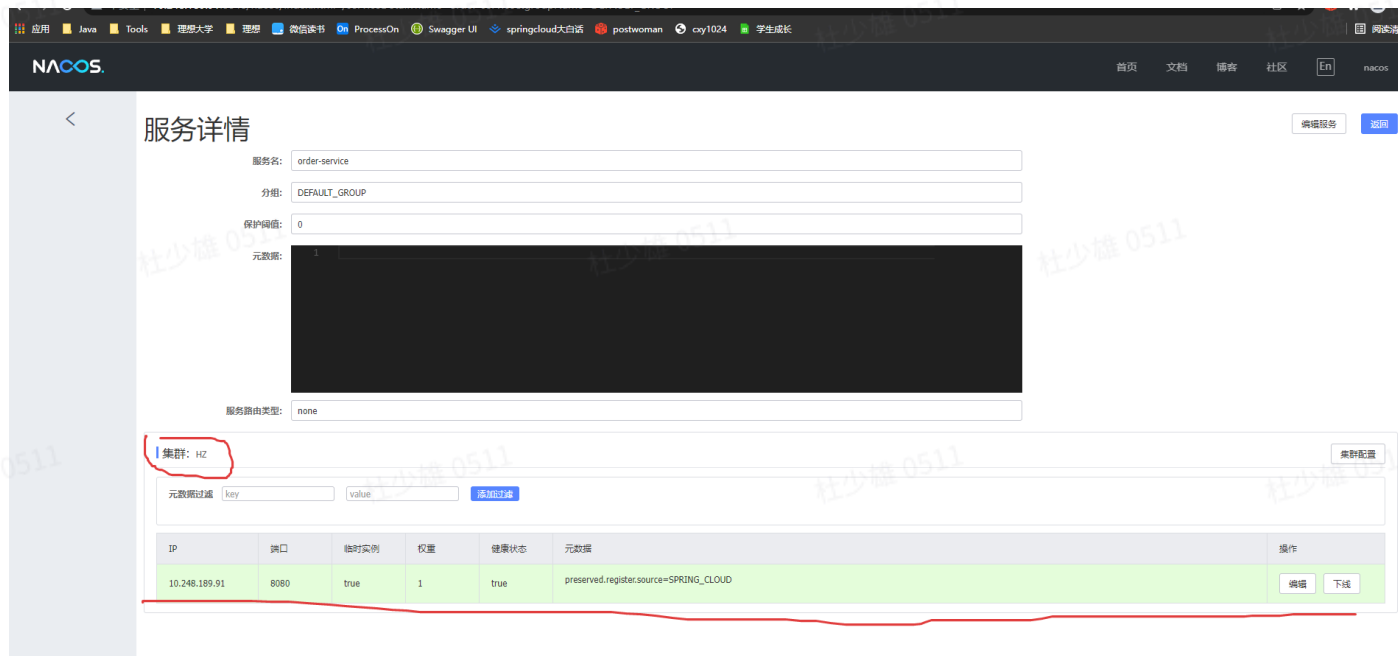 应用 Java Tools 理想大学 理想 微信读书 On ProcessOn Swagger UI springcloud大白话 postwoman cxy1024 学生成长
NACOS. 首页 文档 博客 社区 En nacos
服务详情 编辑服务 返回
服务名: order-service
分组: DEFAULT_GROUP
保护阈值: 0
元数据: 1
服务路由类型: none
集群: HZ 集群配置
元数据过滤 key value 添加过滤
IP 端口 临时实例 权重 健康状态 元数据 操作
10.248.189.91 8080 true 1 true preserved.register.source=SPRING_CLOUD 编辑 下线
杜少雄 0511